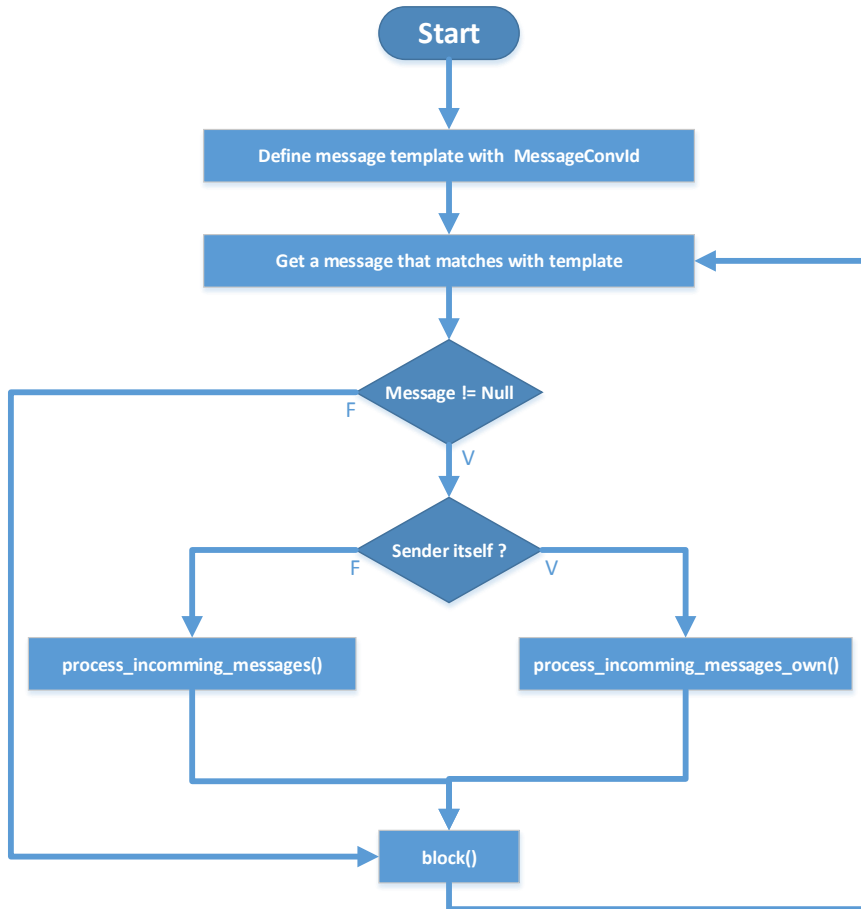 Start
Define message template with MessageConvId
Get a message that matches with template
Message != Null
F
V
Sender itself ?
F
V
process_incomming_messages()
process_incomming_messages_own()
block()